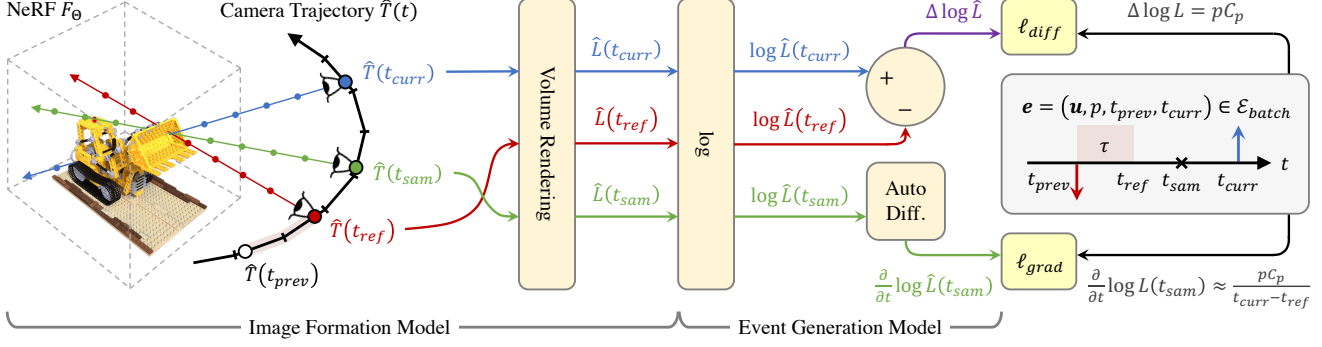 NeRF F_Θ
Camera Trajectory T̂(t)
T̂(t_curr)
T̂(t_sam)
T̂(t_ref)
T̂(t_prev)
Volume Rendering
L̂(t_curr)
L̂(t_ref)
L̂(t_sam)
log
log L̂(t_curr)
log L̂(t_ref)
log L̂(t_sam)
+
−
Auto
Diff.
Δ log L̂
∂/∂t log L̂(t_sam)
ℓ_diff
ℓ_grad
Δ log L = pC_p
e = (u, p, t_prev, t_curr) ∈ ℰ_batch
τ
t
t_prev t_ref t_sam t_curr
∂/∂t log L(t_sam) ≈ pC_p/(t_curr−t_ref)
Image Formation Model
Event Generation Model